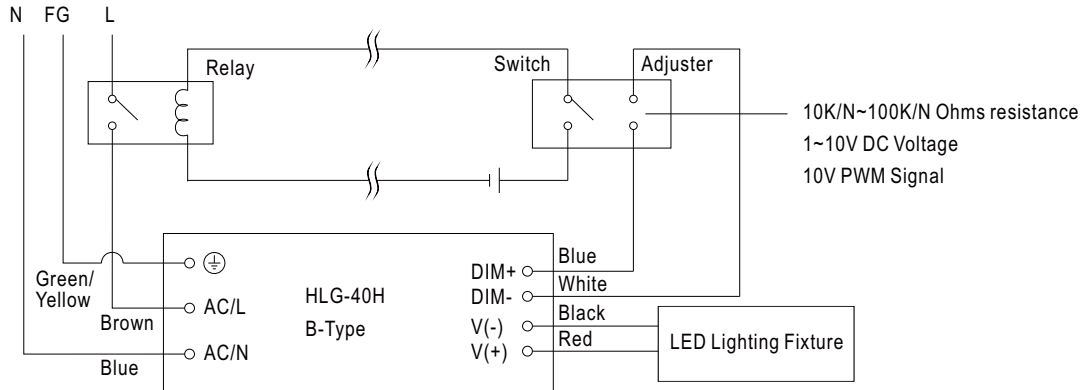 N FG L
Relay
Switch
Adjuster
10K/N~100K/N Ohms resistance
1~10V DC Voltage
10V PWM Signal
Green/
Yellow
Brown
Blue
AC/L
AC/N
HLG-40H
B-Type
DIM+
DIM-
V(-)
V(+)
Blue
White
Black
Red
LED Lighting Fixture